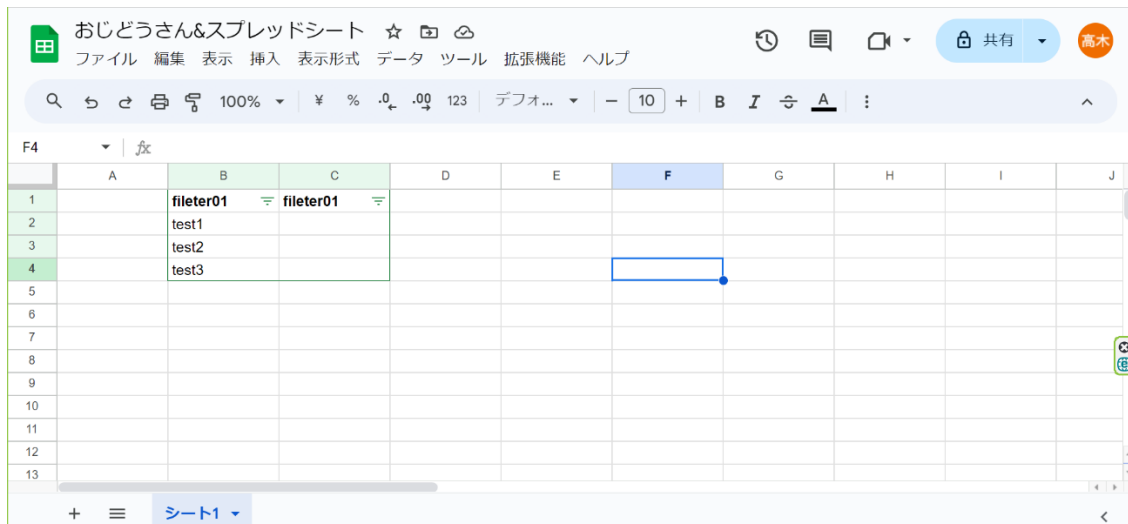 おじどうさん&スプレッドシート
ファイル 編集 表示 挿入 表示形式 データ ツール 拡張機能 ヘルプ
共有
高木
100% ¥ % .0 .00 123 デフォ... 10 B I A
F4 fx
A B C D E F G H I J
1 fileter01 fileter01
2 test1
3 test2
4 test3
5
6
7
8
9
10
11
12
13
シート1